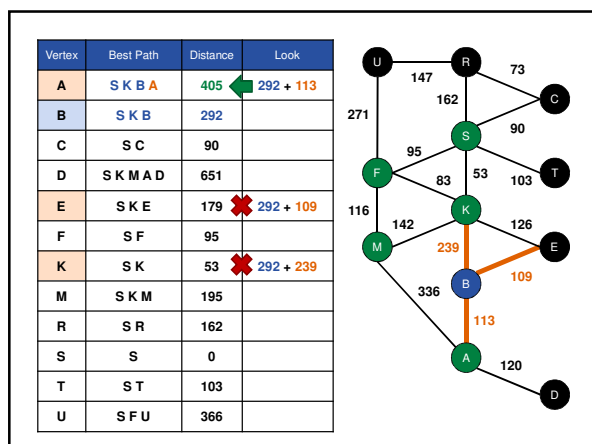 Vertex Best Path Distance Look
A S K B A 405 292 + 113
B S K B 292
C S C 90
D S K M A D 651
E S K E 179 292 + 109
F S F 95
K S K 53 292 + 239
M S K M 195
R S R 162
S S 0
T S T 103
U S F U 366
U R
147 73
C
271 162
90
S
95
F 83 53 103 T
116 K
142 126
M 239 E
109
B
336
113
A
120
D